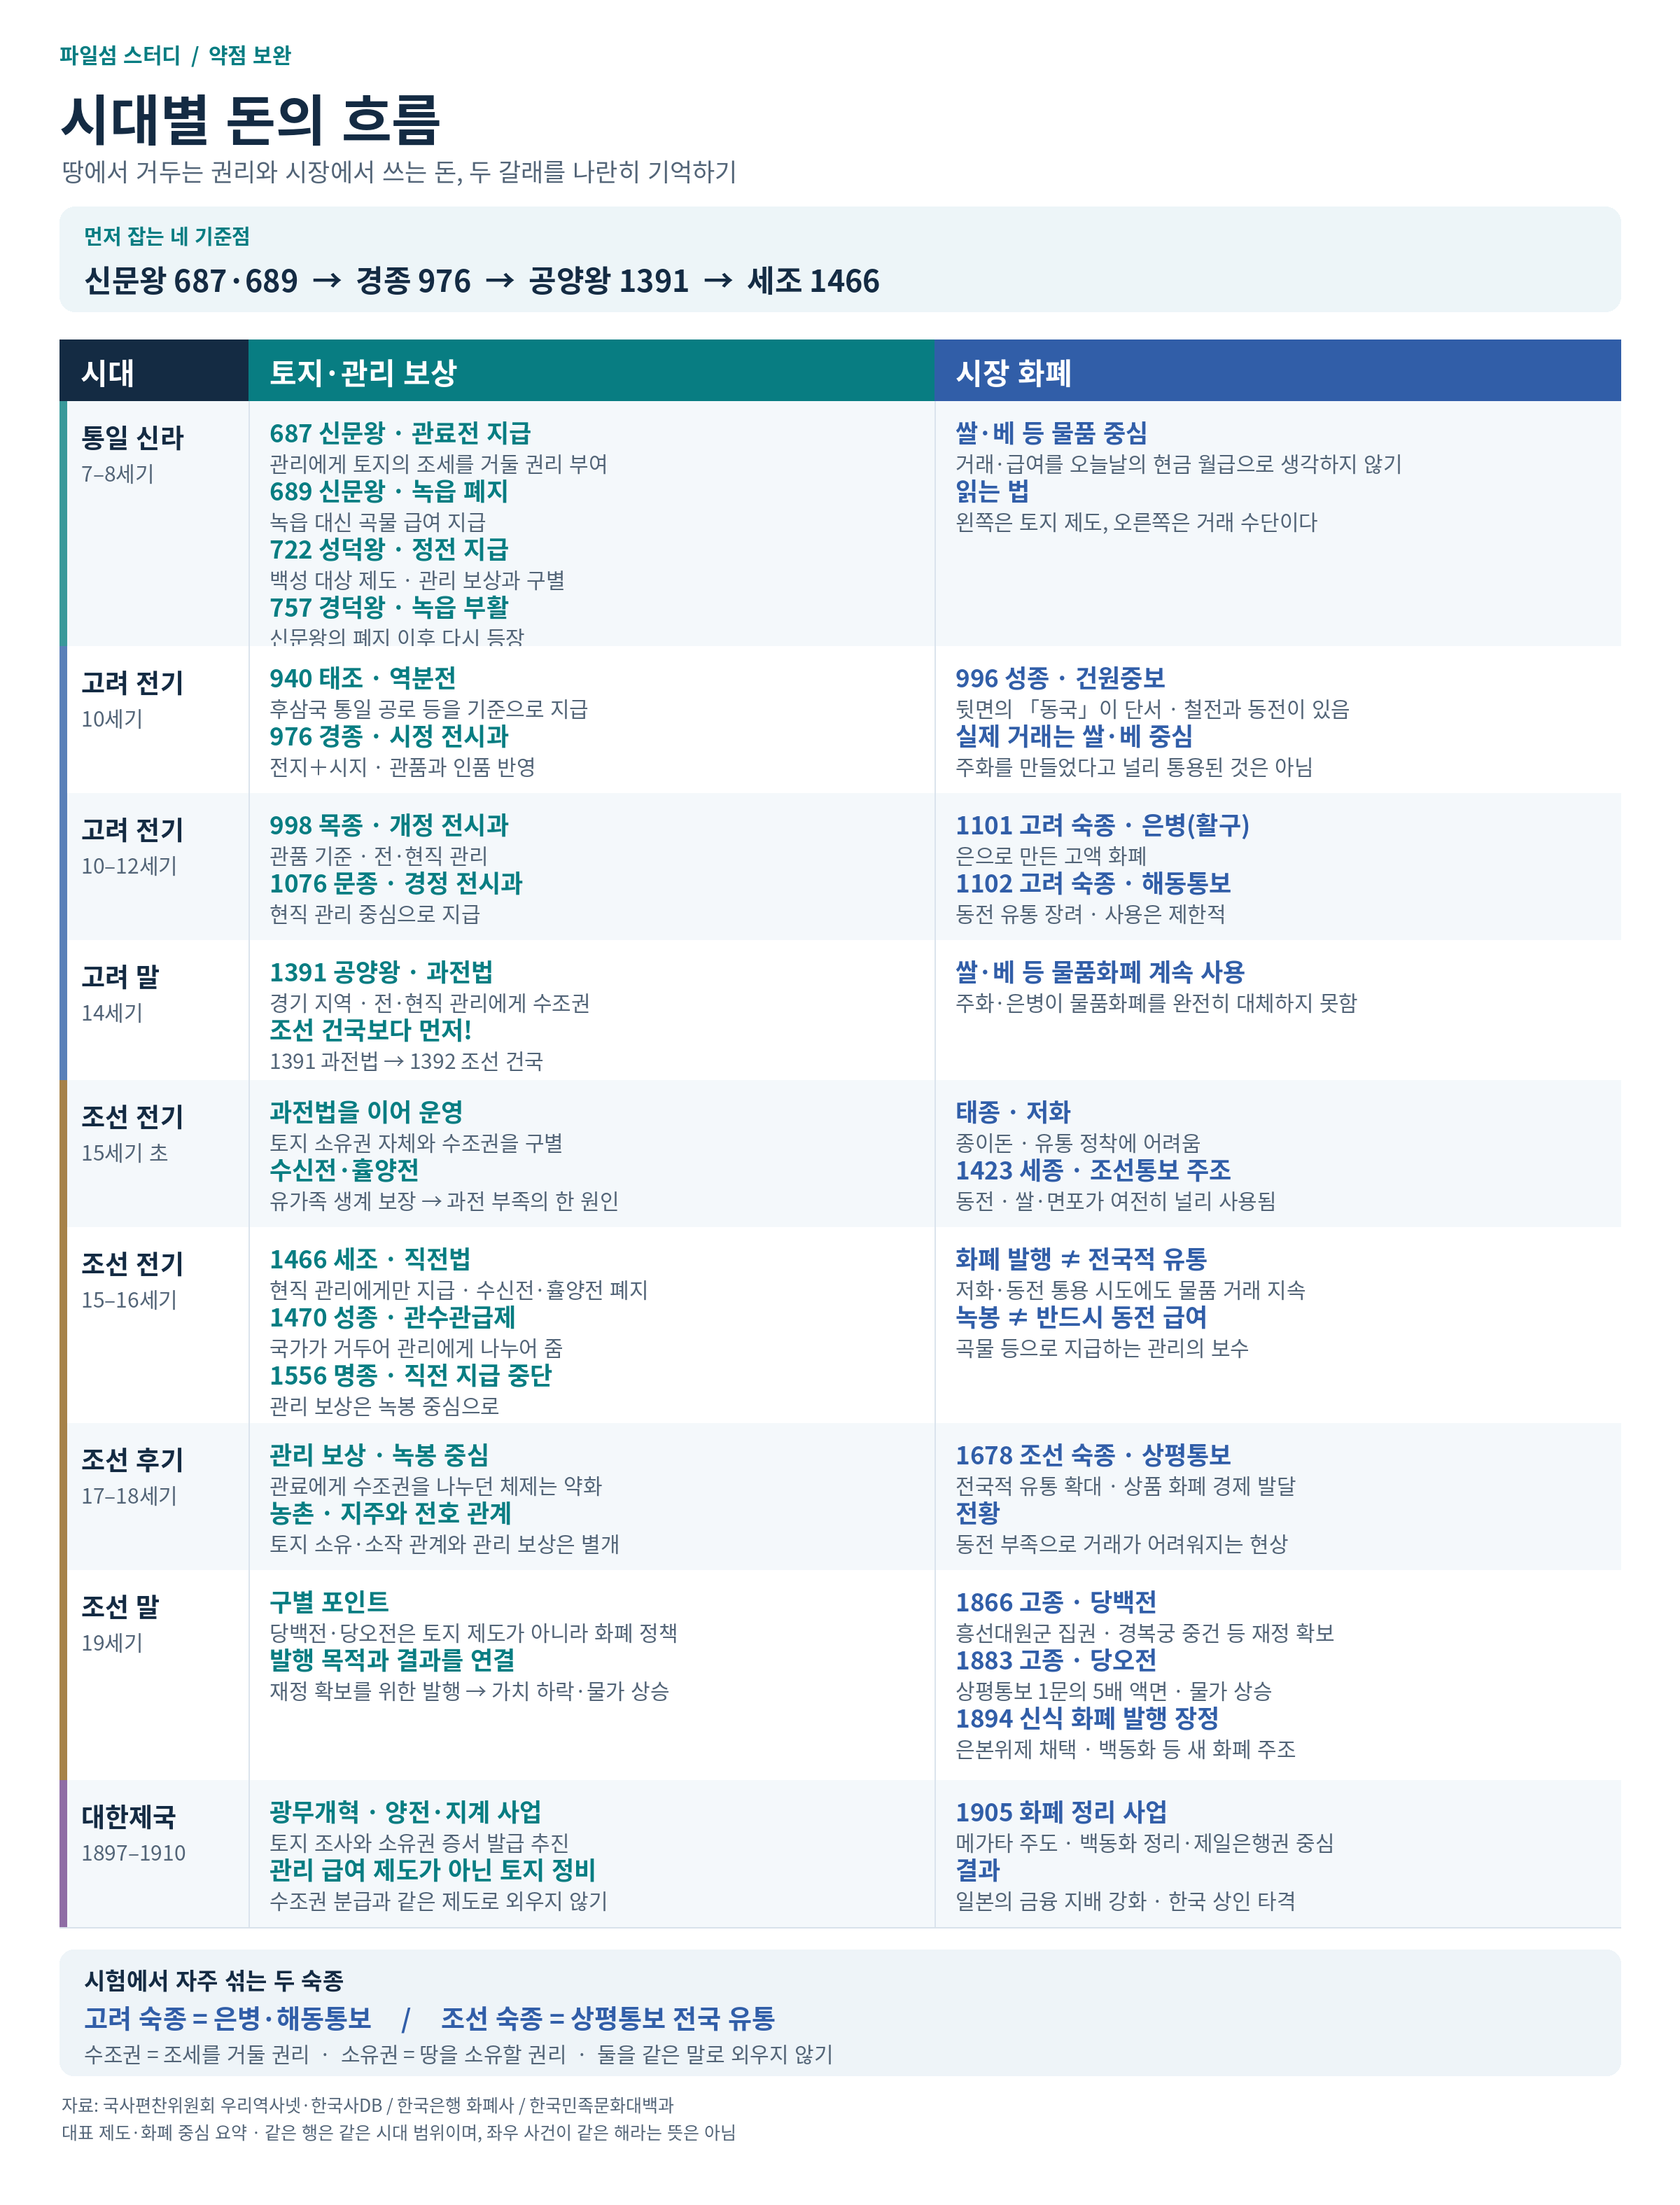 파일섬 스터디 / 약점 보완
시대별 돈의 흐름
땅에서 거두는 권리와 시장에서 쓰는 돈, 두 갈래를 나란히 기억하기
먼저 잡는 네 기준점
신문왕 687·689 → 경종 976 → 공양왕 1391 → 세조 1466
시대
토지·관리 보상
시장 화폐
통일 신라
7–8세기
687 신문왕 · 관료전 지급
관리에게 토지의 조세를 거둘 권리 부여
689 신문왕 · 녹읍 폐지
녹읍 대신 곡물 급여 지급
722 성덕왕 · 정전 지급
백성 대상 제도 · 관리 보상과 구별
757 경덕왕 · 녹읍 부활
신문왕의 폐지 이후 다시 등장
쌀·베 등 물품 중심
거래·급여를 오늘날의 현금 월급으로 생각하지 않기
읽는 법
왼쪽은 토지 제도, 오른쪽은 거래 수단이다
고려 전기
10세기
940 태조 · 역분전
후삼국 통일 공로 등을 기준으로 지급
976 경종 · 시정 전시과
전지+시지 · 관품과 인품 반영
996 성종 · 건원중보
뒷면의 「동국」이 단서 · 철전과 동전이 있음
실제 거래는 쌀·베 중심
주화를 만들었다고 널리 통용된 것은 아님
고려 전기
10–12세기
998 목종 · 개정 전시과
관품 기준 · 전·현직 관리
1076 문종 · 경정 전시과
현직 관리 중심으로 지급
1101 고려 숙종 · 은병(활구)
은으로 만든 고액 화폐
1102 고려 숙종 · 해동통보
동전 유통 장려 · 사용은 제한적
고려 말
14세기
1391 공양왕 · 과전법
경기 지역 · 전·현직 관리에게 수조권
조선 건국보다 먼저!
1391 과전법 → 1392 조선 건국
쌀·베 등 물품화폐 계속 사용
주화·은병이 물품화폐를 완전히 대체하지 못함
조선 전기
15세기 초
과전법을 이어 운영
토지 소유권 자체와 수조권을 구별
수신전·휼양전
유가족 생계 보장 → 과전 부족의 한 원인
태종 · 저화
종이돈 · 유통 정착에 어려움
1423 세종 · 조선통보 주조
동전 · 쌀·면포가 여전히 널리 사용됨
조선 전기
15–16세기
1466 세조 · 직전법
현직 관리에게만 지급 · 수신전·휼양전 폐지
1470 성종 · 관수관급제
국가가 거두어 관리에게 나누어 줌
1556 명종 · 직전 지급 중단
관리 보상은 녹봉 중심으로
화폐 발행 ≠ 전국적 유통
저화·동전 통용 시도에도 물품 거래 지속
녹봉 ≠ 반드시 동전 급여
곡물 등으로 지급하는 관리의 보수
조선 후기
17–18세기
관리 보상 · 녹봉 중심
관료에게 수조권을 나누던 체제는 약화
농촌 · 지주와 전호 관계
토지 소유·소작 관계와 관리 보상은 별개
1678 조선 숙종 · 상평통보
전국적 유통 확대 · 상품 화폐 경제 발달
전황
동전 부족으로 거래가 어려워지는 현상
조선 말
19세기
구별 포인트
당백전·당오전은 토지 제도가 아니라 화폐 정책
발행 목적과 결과를 연결
재정 확보를 위한 발행 → 가치 하락·물가 상승
1866 고종 · 당백전
흥선대원군 집권 · 경복궁 중건 등 재정 확보
1883 고종 · 당오전
상평통보 1문의 5배 액면 · 물가 상승
1894 신식 화폐 발행 장정
은본위제 채택 · 백동화 등 새 화폐 주조
대한제국
1897–1910
광무개혁 · 양전·지계 사업
토지 조사와 소유권 증서 발급 추진
관리 급여 제도가 아닌 토지 정비
수조권 분급과 같은 제도로 외우지 않기
1905 화폐 정리 사업
메가타 주도 · 백동화 정리·제일은행권 중심
결과
일본의 금융 지배 강화 · 한국 상인 타격
시험에서 자주 섞는 두 숙종
고려 숙종 = 은병·해동통보 / 조선 숙종 = 상평통보 전국 유통
수조권 = 조세를 거둘 권리 · 소유권 = 땅을 소유할 권리 · 둘을 같은 말로 외우지 않기
자료: 국사편찬위원회 우리역사넷·한국사DB / 한국은행 화폐사 / 한국민족문화대백과
대표 제도·화폐 중심 요약 · 같은 행은 같은 시대 범위이며, 좌우 사건이 같은 해라는 뜻은 아님